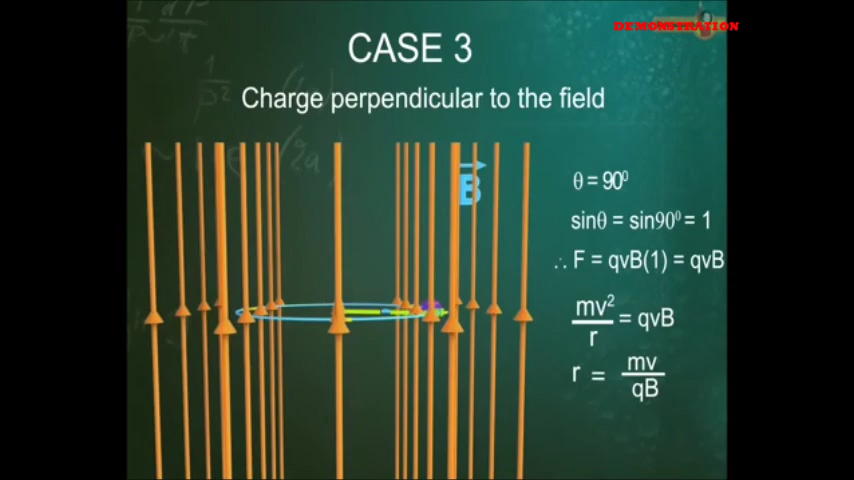 DEMONSTRATION
CASE 3
Charge perpendicular to the field
B
θ = 90⁰
sinθ = sin90⁰ = 1
∴ F = qvB(1) = qvB
mv²
r
= qvB
r =
mv
qB